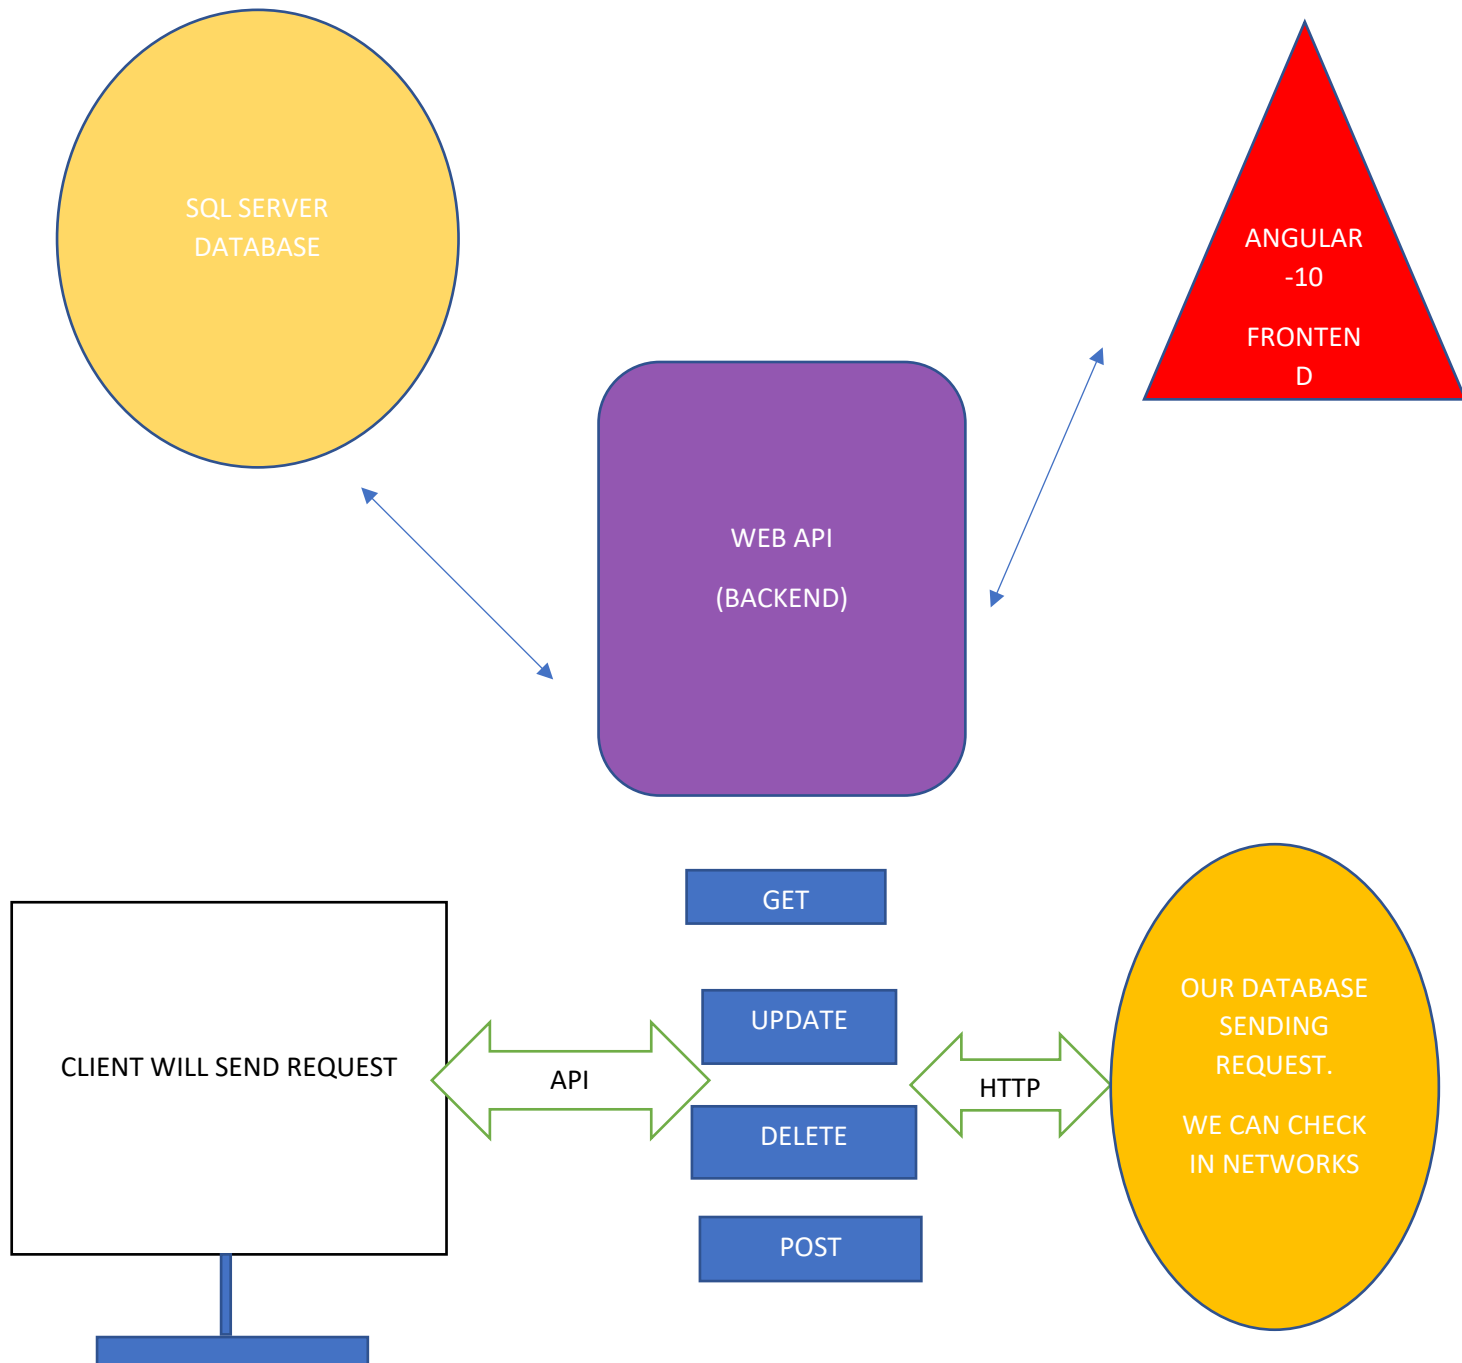 SQL SERVER
DATABASE
ANGULAR
-10
FRONTEN
D
WEB API
(BACKEND)
GET
UPDATE
DELETE
POST
CLIENT WILL SEND REQUEST
API
HTTP
OUR DATABASE
SENDING
REQUEST.
WE CAN CHECK
IN NETWORKS